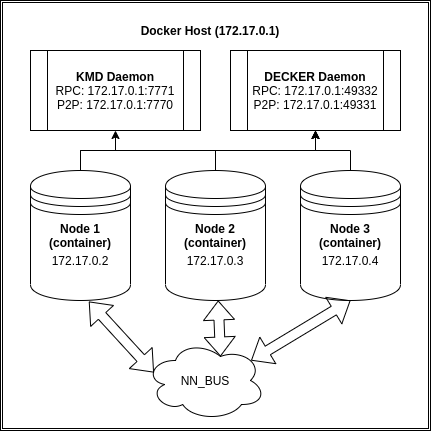 Docker Host (172.17.0.1)
KMD Daemon
RPC: 172.17.0.1:7771
P2P: 172.17.0.1:7770
DECKER Daemon
RPC: 172.17.0.1:49332
P2P: 172.17.0.1:49331
Node 1
(container)
172.17.0.2
Node 2
(container)
172.17.0.3
Node 3
(container)
172.17.0.4
NN_BUS